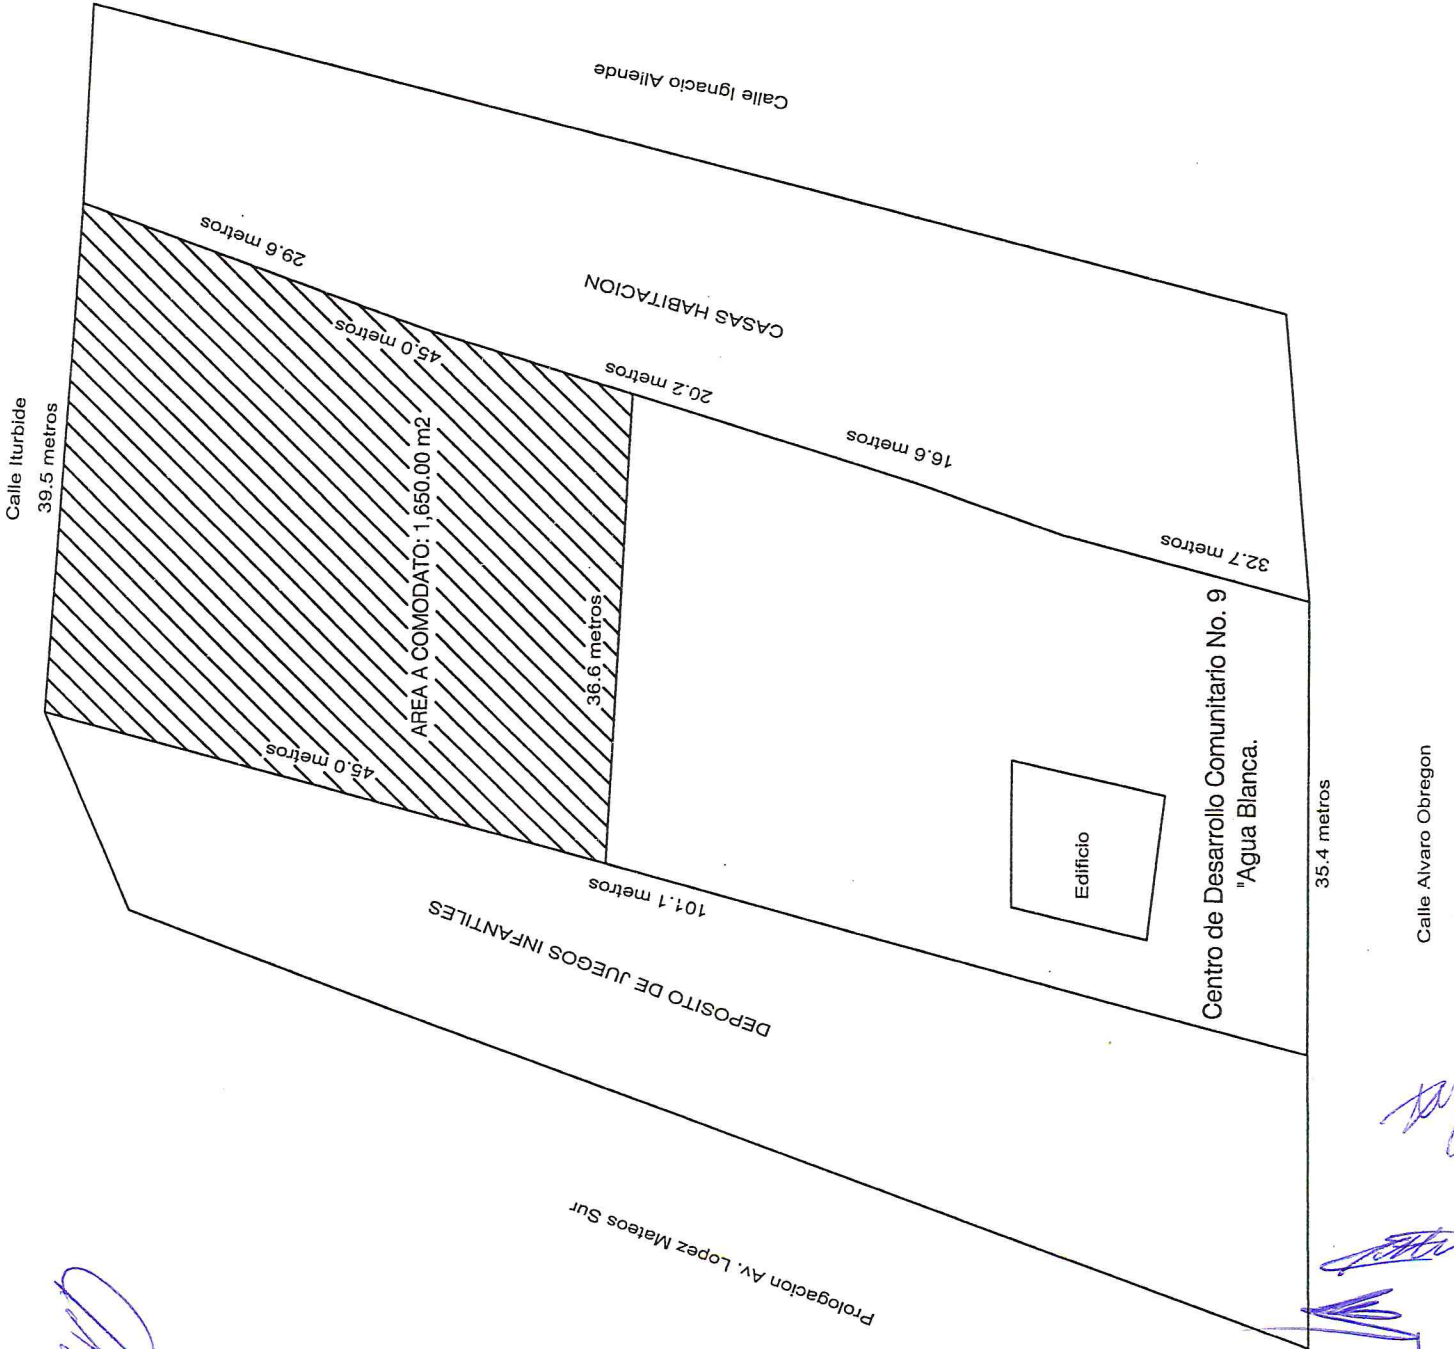 Calle Iturbide
39.5 metros
Calle Ignacio Allende
29.6 metros
45.0 metros
CASAS HABITACION
20.2 metros
16.6 metros
32.7 metros
AREA A COMODATO: 1,650.00 m2
36.6 metros
45.0 metros
101.1 metros
DEPOSITO DE JUEGOS INFANTILES
Edificio
Centro de Desarrollo Comunitario No. 9
"Agua Blanca.
35.4 metros
Calle Alvaro Obregon
Prologacion Av. Lopez Mateos Sur